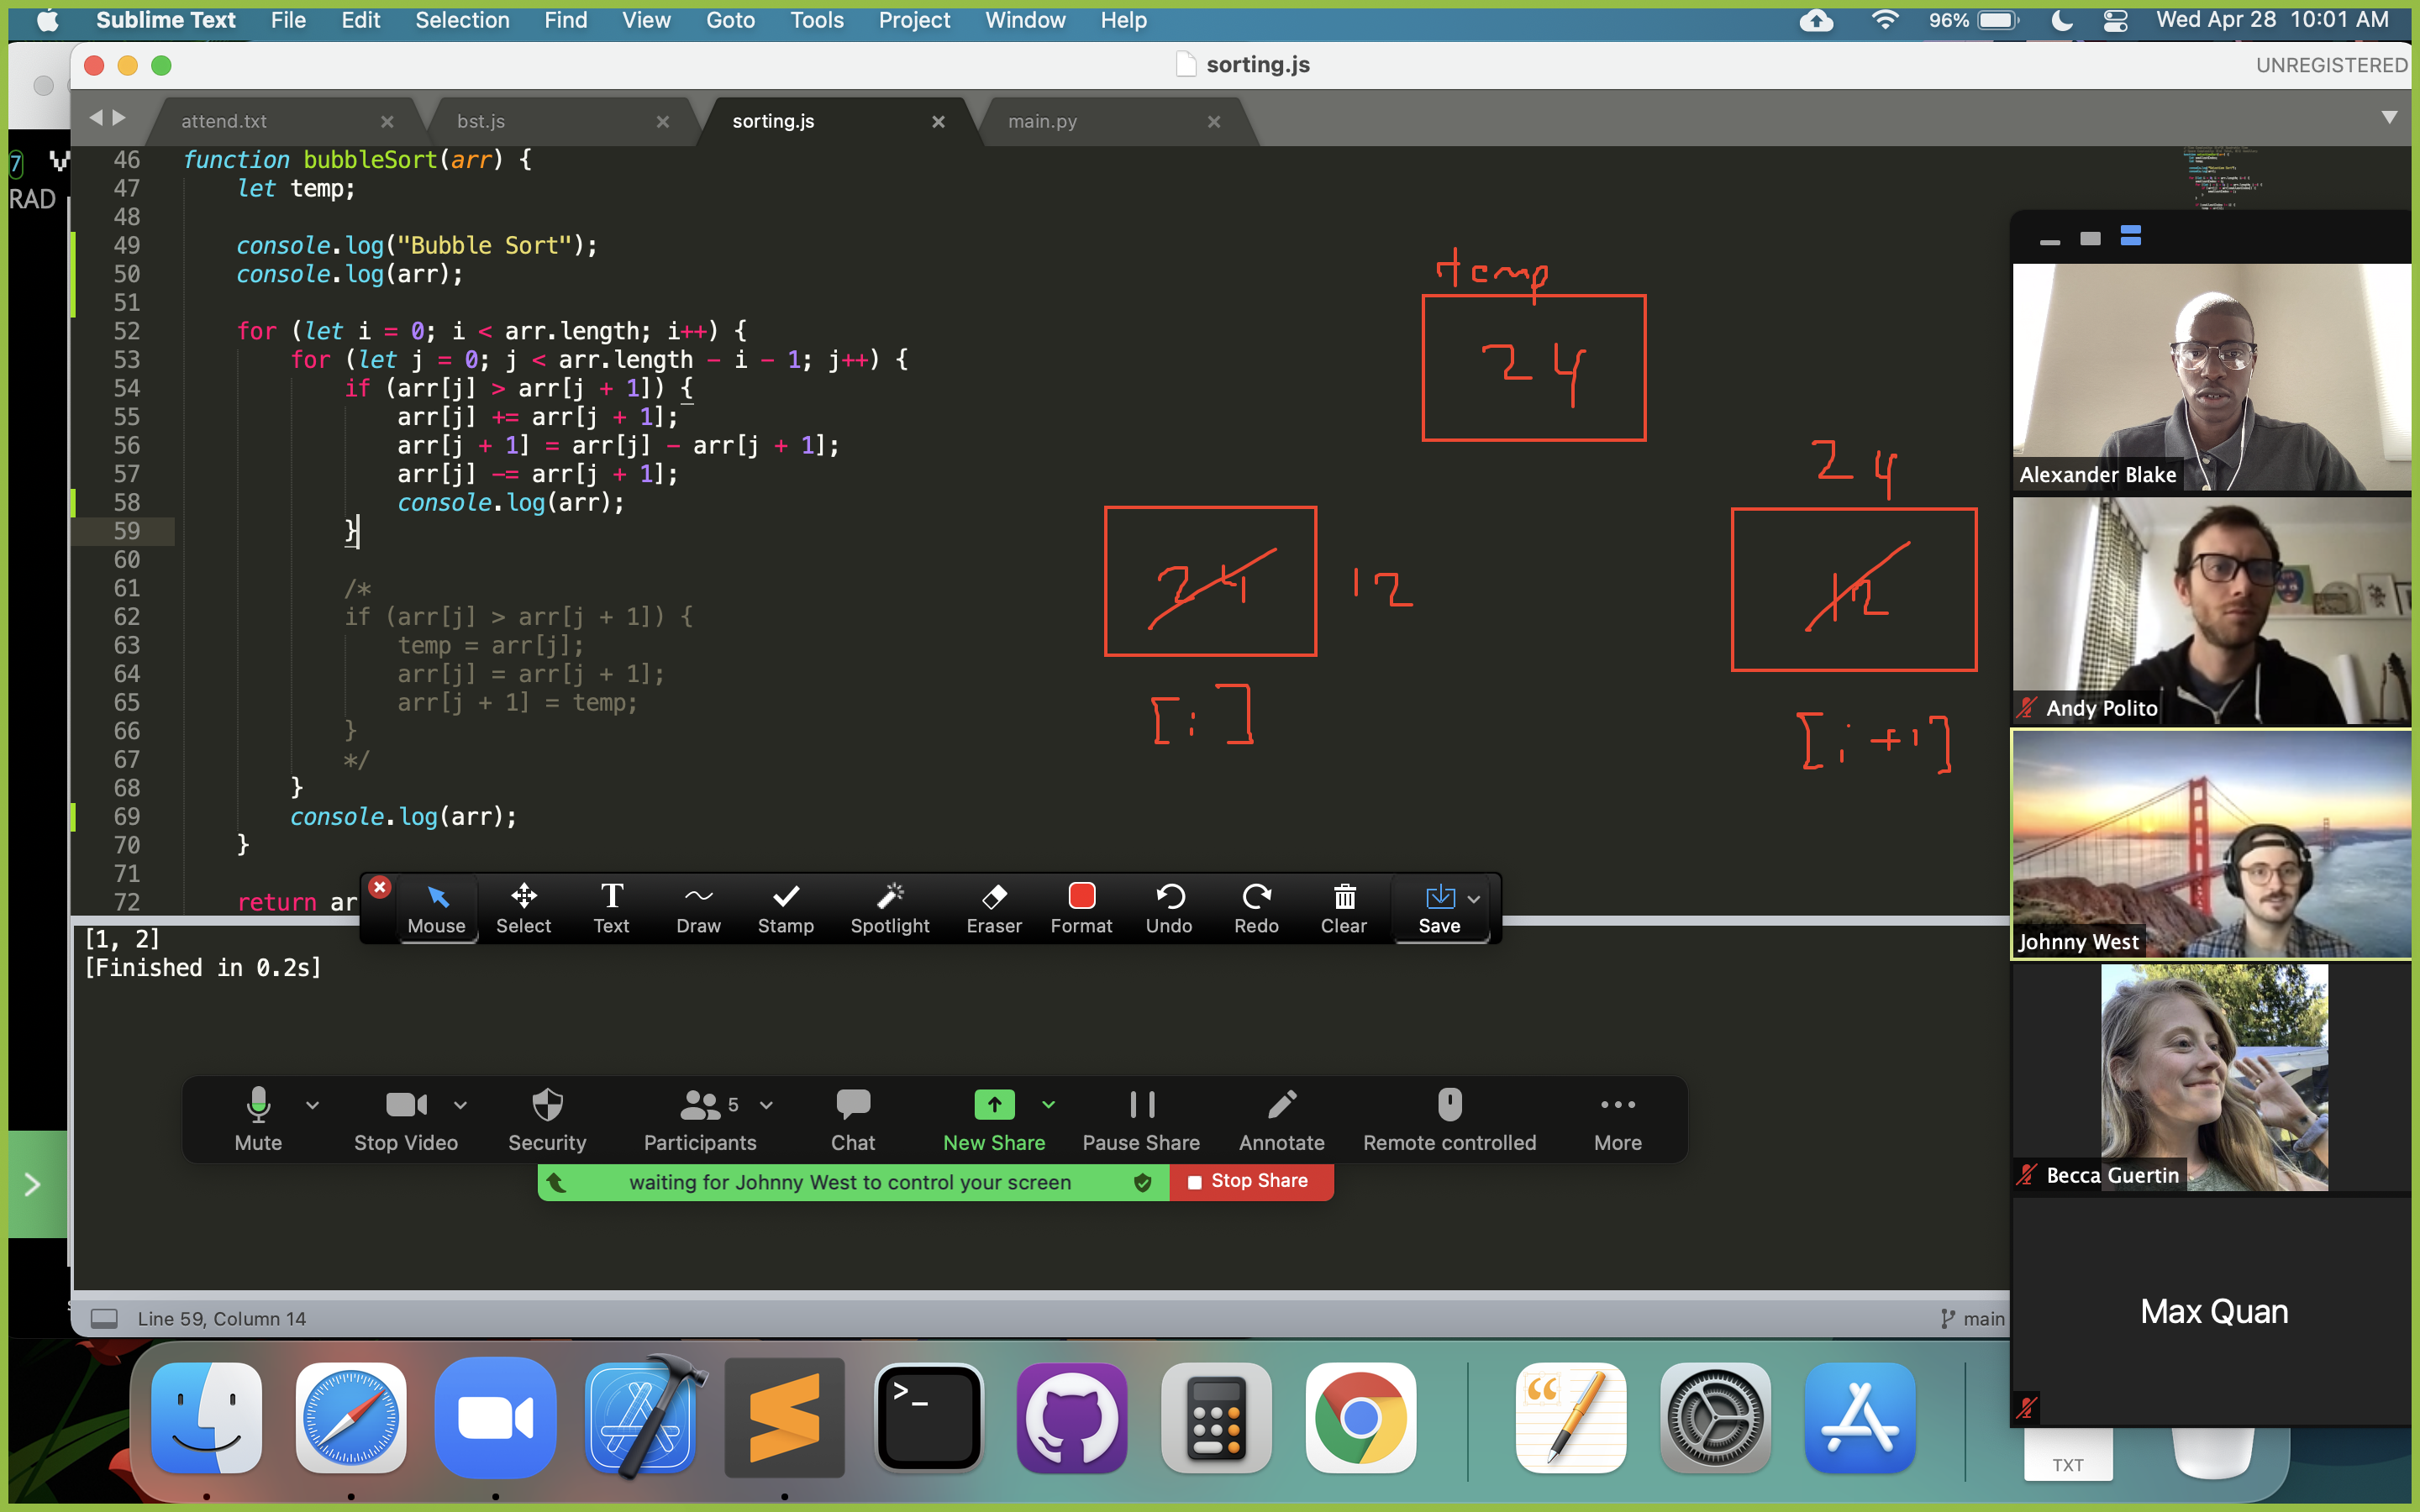 Sublime Text File Edit Selection Find View Goto Tools Project Window Help 96% Wed Apr 28 10:01 AM
sorting.js UNREGISTERED
attend.txt bst.js sorting.js main.py
7
RAD
46 function bubbleSort(arr) {
47 let temp;
48
49 console.log("Bubble Sort");
50 console.log(arr);
51
52 for (let i = 0; i < arr.length; i++) {
53 for (let j = 0; j < arr.length - i - 1; j++) {
54 if (arr[j] > arr[j + 1]) {
55 arr[j] += arr[j + 1];
56 arr[j + 1] = arr[j] - arr[j + 1];
57 arr[j] -= arr[j + 1];
58 console.log(arr);
59 }
60
61 /*
62 if (arr[j] > arr[j + 1]) {
63 temp = arr[j];
64 arr[j] = arr[j + 1];
65 arr[j + 1] = temp;
66 }
67 */
68 }
69 console.log(arr);
70 }
71
72 return ar
temp
24
24
24 12
12
[j]
[j+1]
Mouse Select Text Draw Stamp Spotlight Eraser Format Undo Redo Clear Save
[1, 2]
[Finished in 0.2s]
Mute Stop Video Security Participants 5 Chat New Share Pause Share Annotate Remote controlled More
waiting for Johnny West to control your screen Stop Share
Line 59, Column 14 main
Alexander Blake
Andy Polito
Johnny West
Becca Guertin
Max Quan
TXT